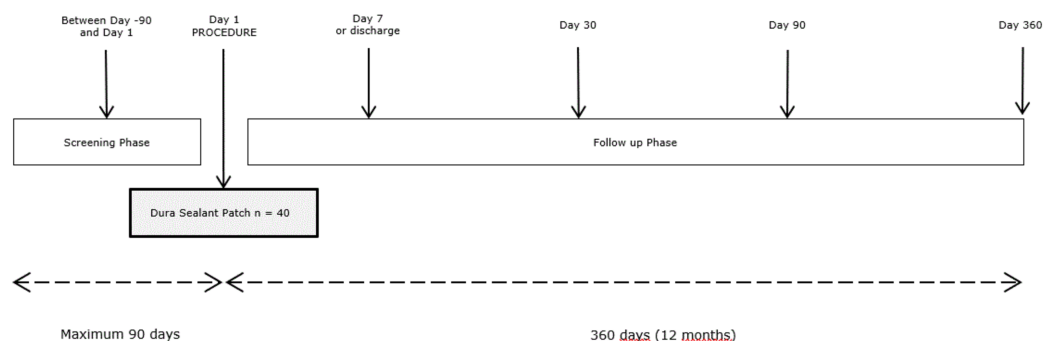 Between Day -90
and Day 1
Day 1
PROCEDURE
Day 7
or discharge
Day 30
Day 90
Day 360
Screening Phase
Follow up Phase
Dura Sealant Patch n = 40
Maximum 90 days
360 days (12 months)